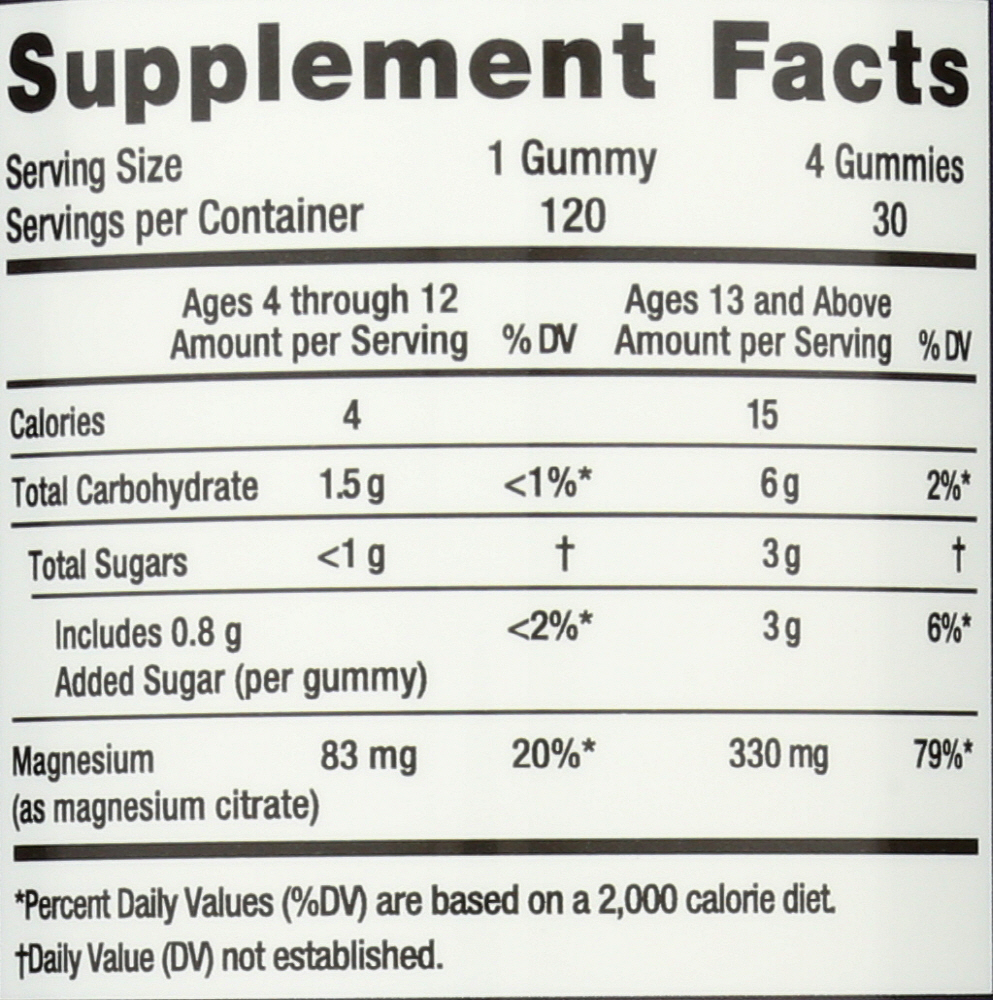 Supplement Facts
Serving Size 1 Gummy 4 Gummies
Servings per Container 120 30
Ages 4 through 12 Ages 13 and Above
Amount per Serving % DV Amount per Serving % DV
Calories 4 15
Total Carbohydrate 1.5 g <1%* 6 g 2%*
Total Sugars <1 g † 3 g †
Includes 0.8 g <2%* 3 g 6%*
Added Sugar (per gummy)
Magnesium 83 mg 20%* 330 mg 79%*
(as magnesium citrate)
*Percent Daily Values (%DV) are based on a 2,000 calorie diet.
†Daily Value (DV) not established.